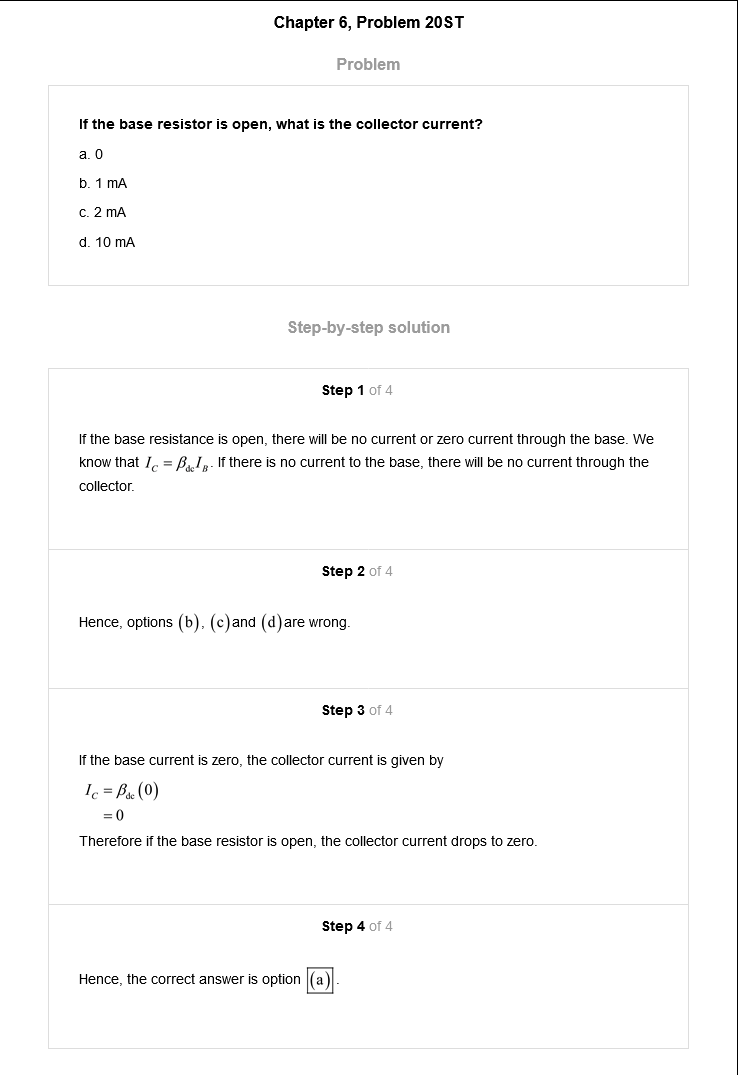 Chapter 6, Problem 20ST
Problem
If the base resistor is open, what is the collector current?
a. 0
b. 1 mA
c. 2 mA
d. 10 mA
Step-by-step solution
Step 1 of 4
If the base resistance is open, there will be no current or zero current through the base. We
know that I_C = β_dc I_B. If there is no current to the base, there will be no current through the
collector.
Step 2 of 4
Hence, options (b), (c)and (d)are wrong.
Step 3 of 4
If the base current is zero, the collector current is given by
I_C = β_dc (0)
= 0
Therefore if the base resistor is open, the collector current drops to zero.
Step 4 of 4
Hence, the correct answer is option (a).